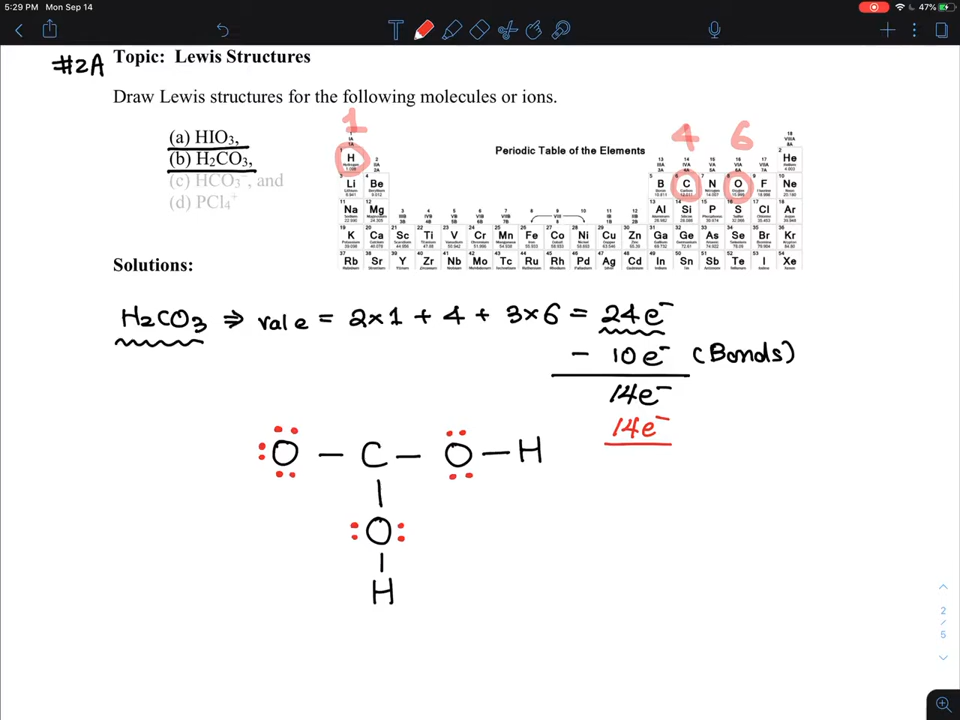 5:29 PM Mon Sep 14
47%
#2A Topic: Lewis Structures
Draw Lewis structures for the following molecules or ions.
(a) HIO3,
(b) H2CO3,
(c) HCO3⁻, and
(d) PCl4⁺
Periodic Table of the Elements
1 4 6
H He
Li Be B C N O F Ne
Na Mg Al Si P S Cl Ar
K Ca Sc Ti V Cr Mn Fe Co Ni Cu Zn Ga Ge As Se Br Kr
Rb Sr Y Zr Nb Mo Tc Ru Rh Pd Ag Cd In Sn Sb Te I Xe
Solutions:
H2CO3 ⇒ val e = 2×1 + 4 + 3×6 = 24e⁻
− 10e⁻ (Bonds)
14e⁻
14e⁻
O − C − O − H
O
H
2
/
5